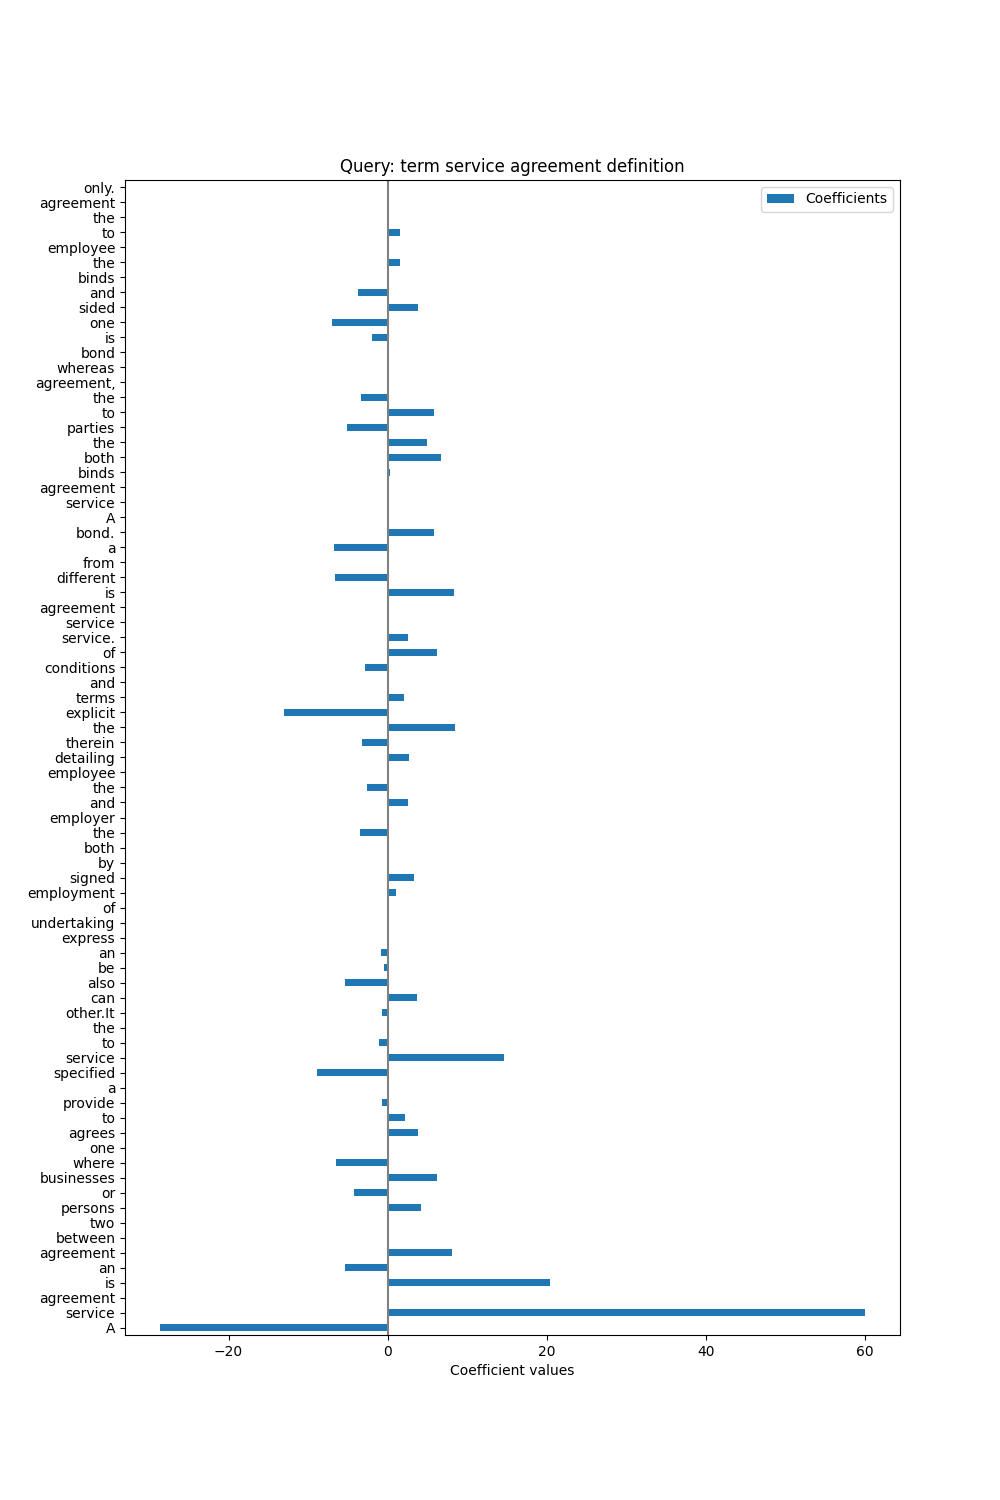 Query: term service agreement definition
Coefficients
only.
agreement
the
to
employee
the
binds
and
sided
one
is
bond
whereas
agreement,
the
to
parties
the
both
binds
agreement
service
A
bond.
a
from
different
is
agreement
service
service.
of
conditions
and
terms
explicit
the
therein
detailing
employee
the
and
employer
the
both
by
signed
employment
of
undertaking
express
an
be
also
can
other.It
the
to
service
specified
a
provide
to
agrees
one
where
businesses
or
persons
two
between
agreement
an
is
agreement
service
A
−20 0 20 40 60
Coefficient values